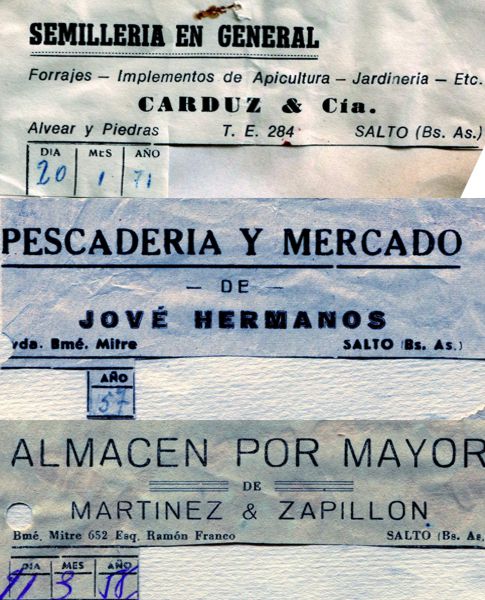 SEMILLERIA EN GENERAL
Forrajes — Implementos de Apicultura — Jardineria — Etc.
CARDUZ & Cía.
Alvear y Piedras T. E. 284 SALTO (Bs. As.)
DIA MES AÑO
20 1 71
PESCADERIA Y MERCADO
— DE —
JOVÉ HERMANOS
vda. Bmé. Mitre SALTO (Bs. As.)
AÑO
57
ALMACEN POR MAYOR
DE
MARTINEZ & ZAPILLON
Bmé. Mitre 652 Esq. Ramón Franco SALTO (Bs. As.
DIA MES AÑO
11 3 58